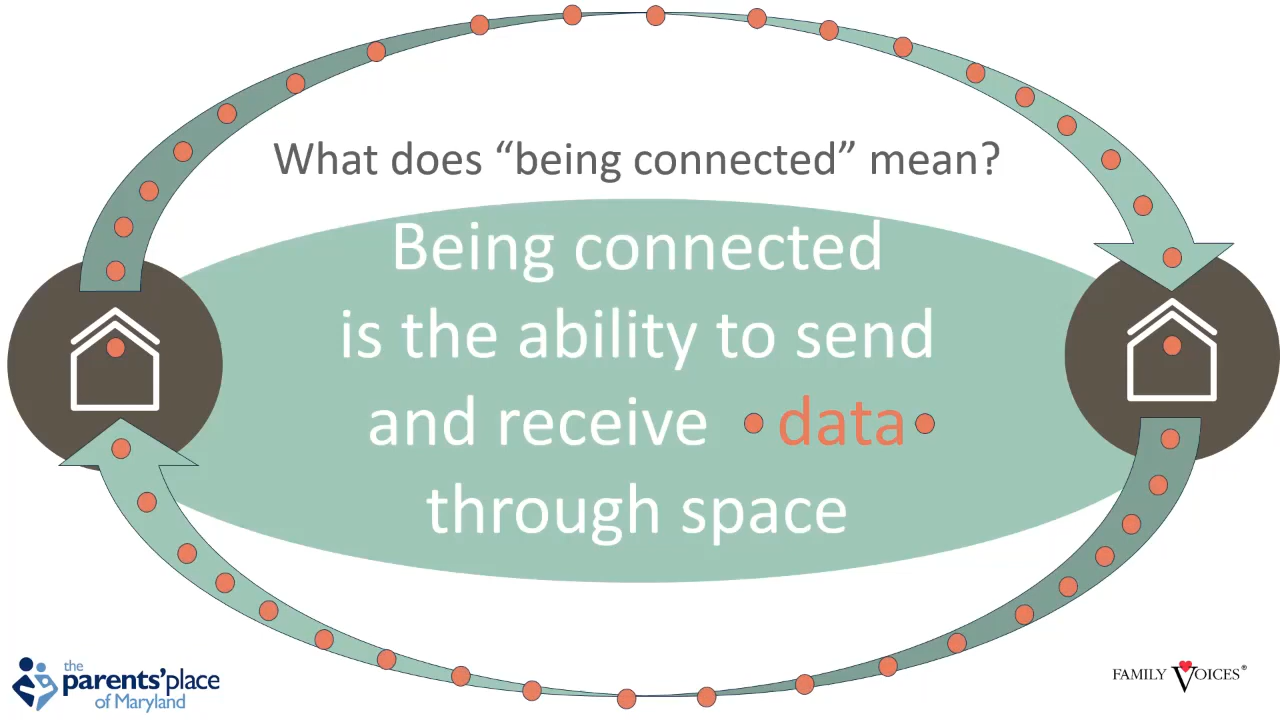 What does “being connected” mean?
Being connected
is the ability to send
and receive data
through space
the
parents’place
of Maryland
FAMILY VOICES®